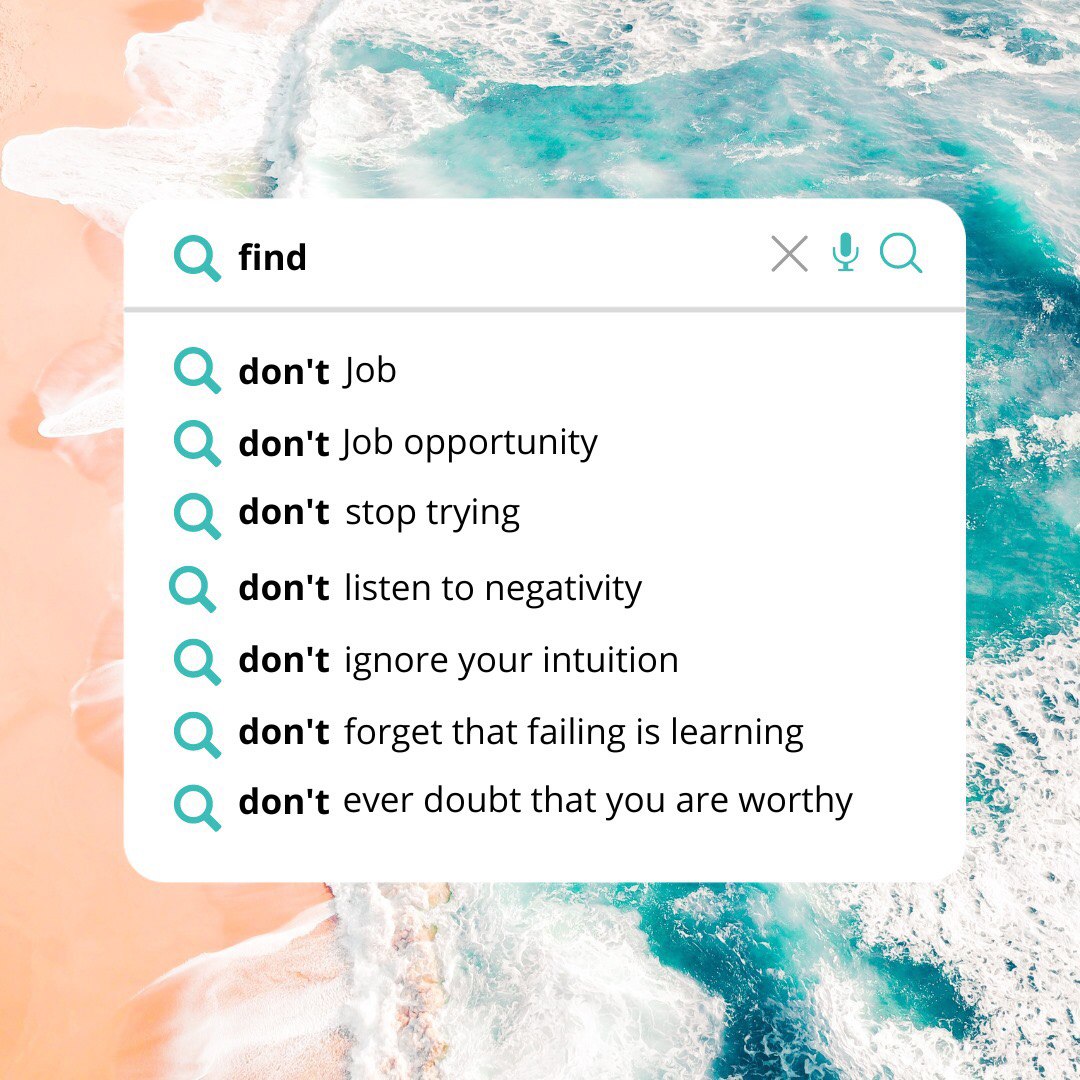 find
don't Job
don't Job opportunity
don't stop trying
don't listen to negativity
don't ignore your intuition
don't forget that failing is learning
don't ever doubt that you are worthy